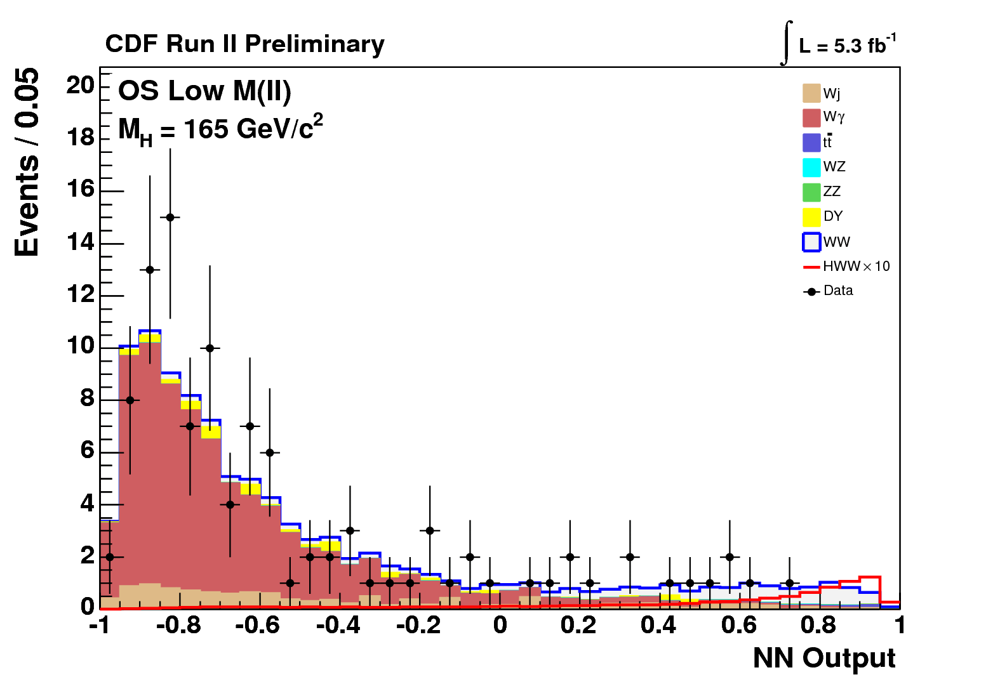 CDF Run II Preliminary
∫ L = 5.3 fb⁻¹
Events / 0.05
OS Low M(ll)
M_H = 165 GeV/c²
Wj
Wγ
tt̄
WZ
ZZ
DY
WW
HWW × 10
Data
20
18
16
14
12
10
8
6
4
2
0
-1 -0.8 -0.6 -0.4 -0.2 0 0.2 0.4 0.6 0.8 1
NN Output